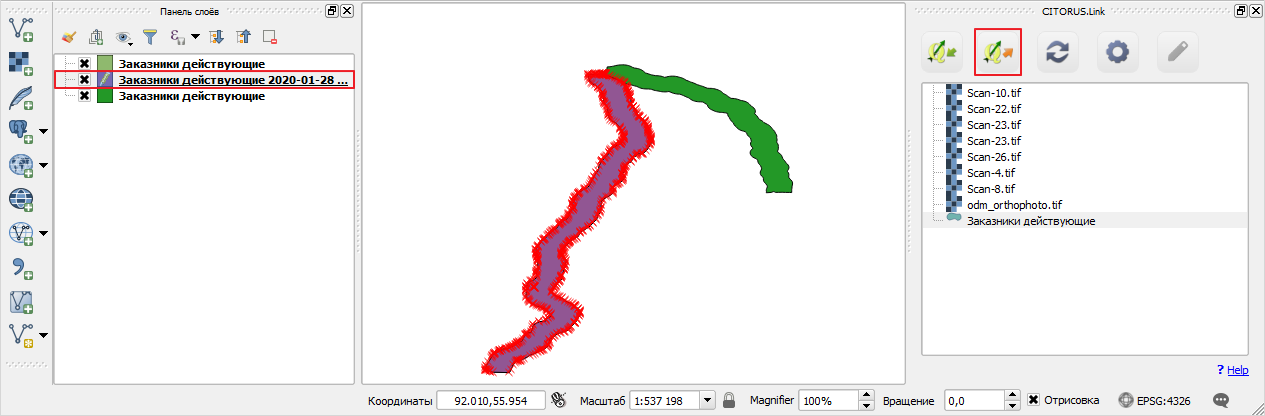 Панель слоёв
Заказники действующие
Заказники действующие 2020-01-28 ...
Заказники действующие
CITORUS.Link
Scan-10.tif
Scan-22.tif
Scan-23.tif
Scan-23.tif
Scan-26.tif
Scan-4.tif
Scan-8.tif
odm_orthophoto.tif
Заказники действующие
? Help
Координаты 92.010,55.954 Масштаб 1:537 198 Magnifier 100% Вращение 0,0 Отрисовка EPSG:4326